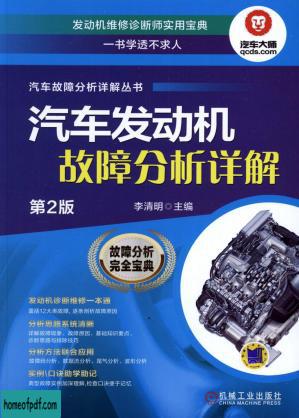 发动机维修诊断师实用宝典
一书学透不求人
汽车大师
qcds.com
汽车故障分析详解丛书
汽车发动机
故障分析详解
第2版
李清明 主编
故障分析
完全宝典
发动机诊断维修一本通
分析思路系统清晰
分析方法联合应用
实例口诀助学助记
机械工业出版社
CHINA MACHINE PRESS
homeofpdf.com